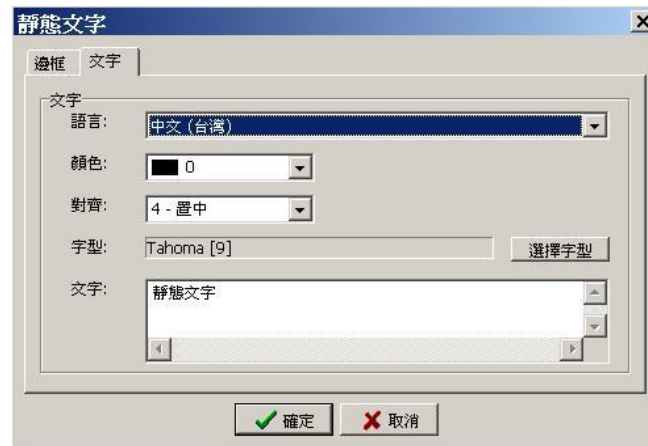 靜態文字
邊框 文字
文字
語言: 中文 (台灣)
顏色: 0
對齊: 4 - 置中
字型: Tahoma [9] 選擇字型
文字: 靜態文字
確定 取消